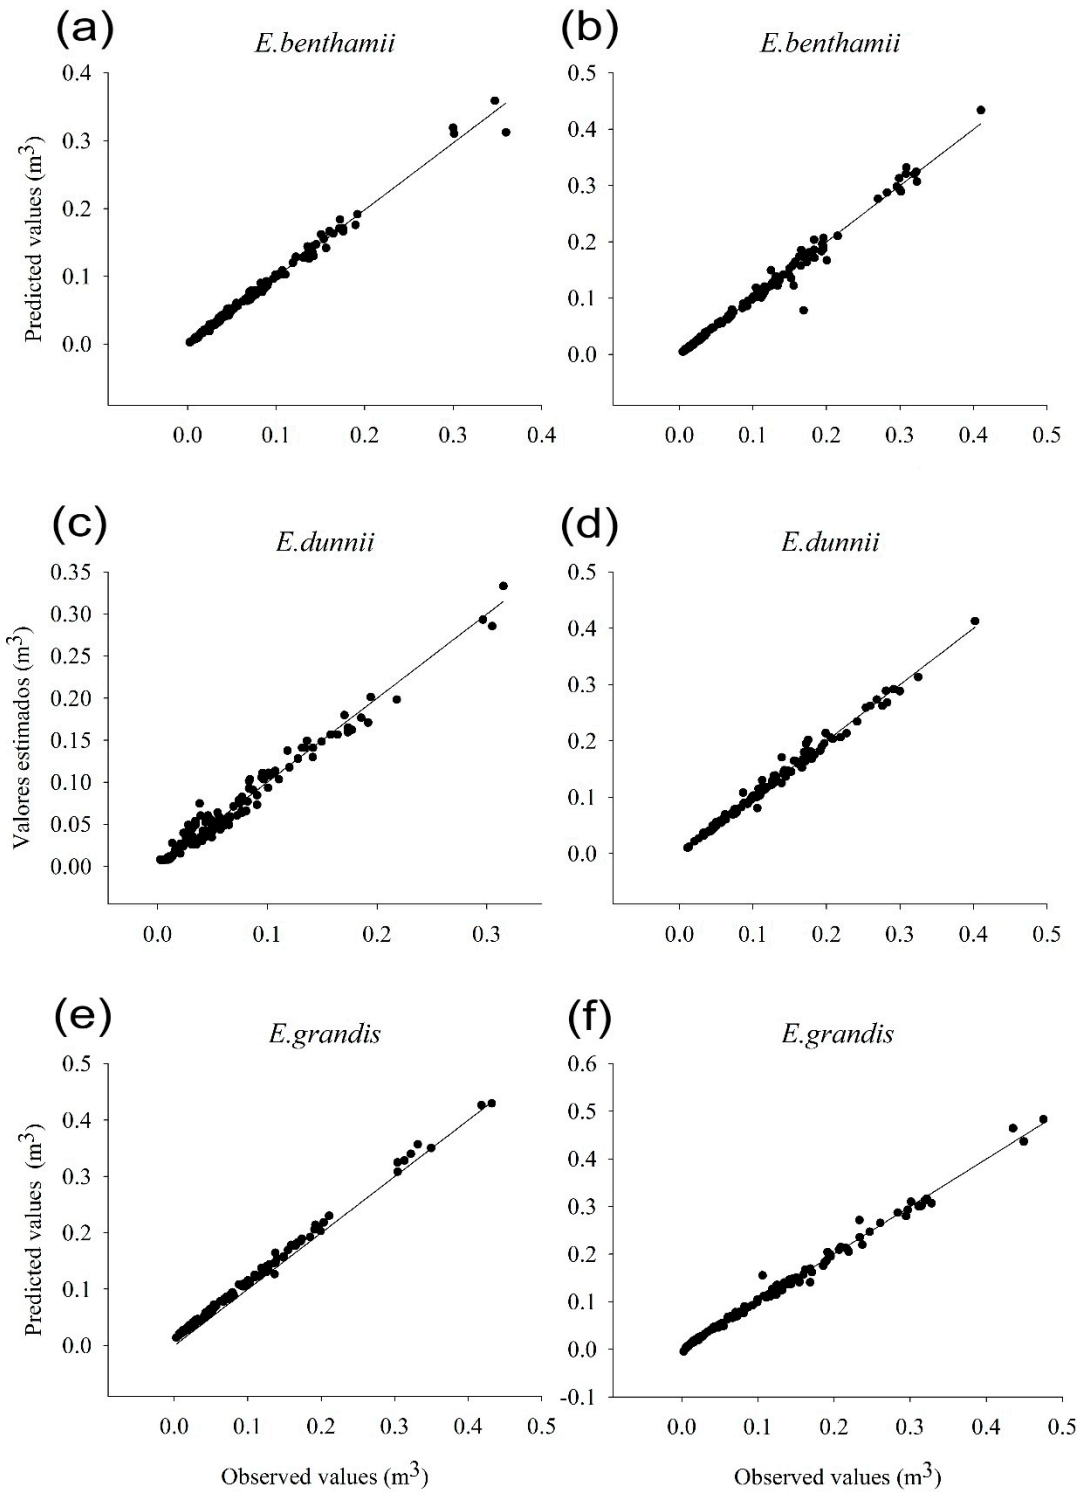 (a)
E.benthamii
(b)
E.benthamii
Predicted values (m3)
0.4
0.3
0.2
0.1
0.0
0.0 0.1 0.2 0.3 0.4
0.5
0.4
0.3
0.2
0.1
0.0
0.0 0.1 0.2 0.3 0.4 0.5
(c)
E.dunnii
(d)
E.dunnii
Valores estimados (m3)
0.35
0.30
0.25
0.20
0.15
0.10
0.05
0.00
0.0 0.1 0.2 0.3
0.5
0.4
0.3
0.2
0.1
0.0
0.0 0.1 0.2 0.3 0.4 0.5
(e)
E.grandis
(f)
E.grandis
Predicted values (m3)
0.5
0.4
0.3
0.2
0.1
0.0
0.0 0.1 0.2 0.3 0.4 0.5
Observed values (m3)
0.6
0.5
0.4
0.3
0.2
0.1
0.0
-0.1
0.0 0.1 0.2 0.3 0.4 0.5
Observed values (m3)